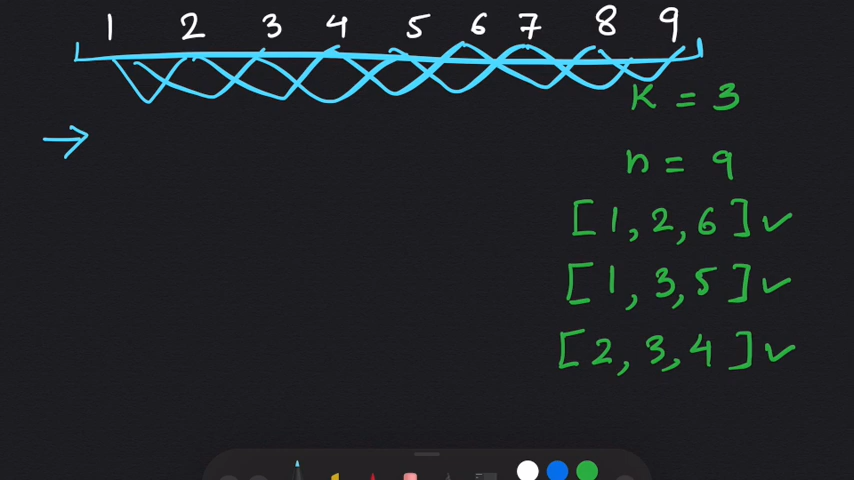 1 2 3 4 5 6 7 8 9
K = 3
→
n = 9
[1, 2, 6] ✓
[1, 3, 5] ✓
[2, 3, 4] ✓